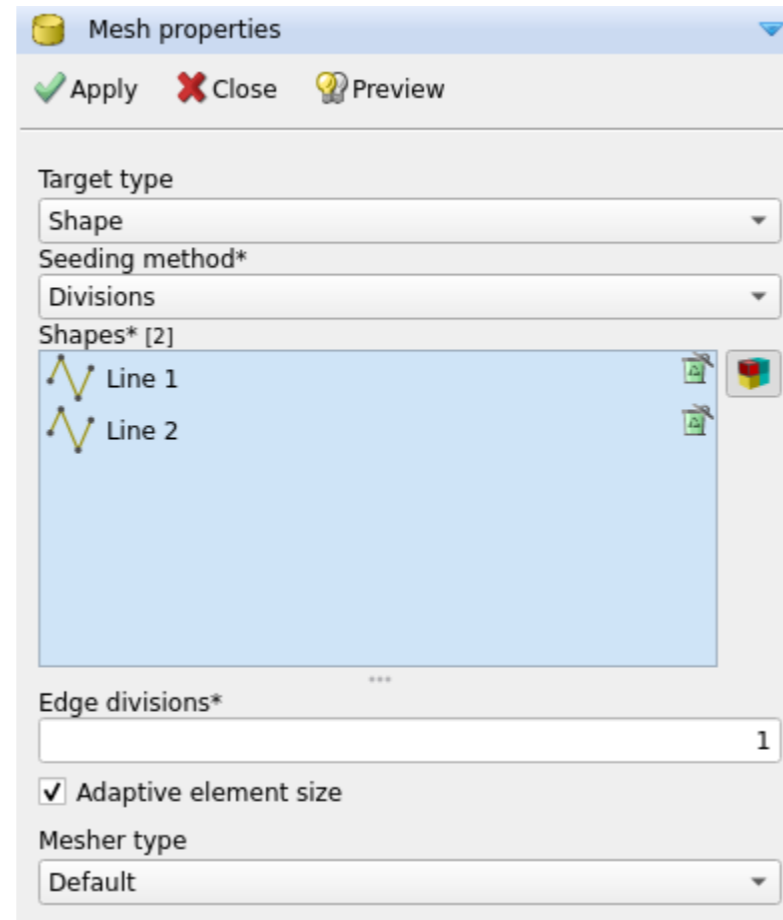 Mesh properties
Apply Close Preview
Target type
Shape
Seeding method*
Divisions
Shapes* [2]
Line 1
Line 2
Edge divisions*
1
Adaptive element size
Mesher type
Default